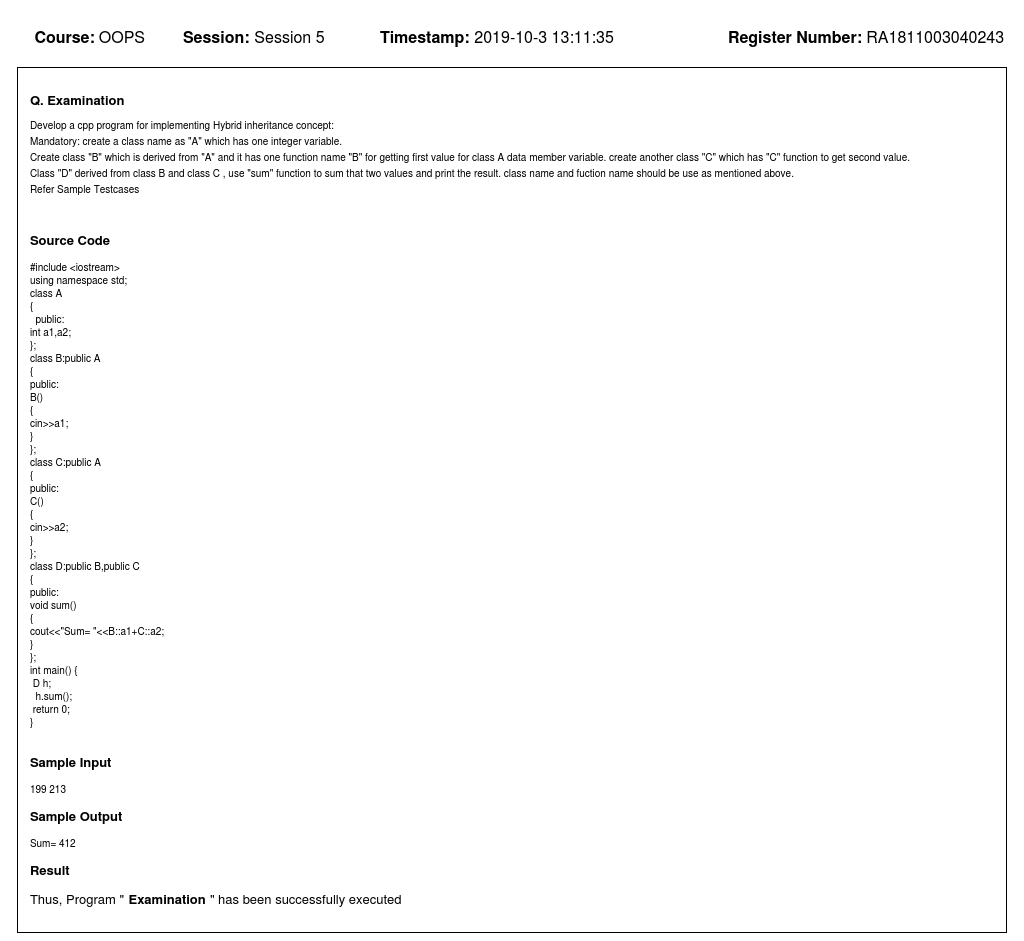 Course: OOPS Session: Session 5 Timestamp: 2019-10-3 13:11:35 Register Number: RA1811003040243
Q. Examination
Develop a cpp program for implementing Hybrid inheritance concept:
Mandatory: create a class name as "A" which has one integer variable.
Create class "B" which is derived from "A" and it has one function name "B" for getting first value for class A data member variable. create another class "C" which has "C" function to get second value.
Class "D" derived from class B and class C , use "sum" function to sum that two values and print the result. class name and fuction name should be use as mentioned above.
Refer Sample Testcases
Source Code
#include <iostream>
using namespace std;
class A
{
  public:
int a1,a2;
};
class B:public A
{
public:
B()
{
cin>>a1;
}
};
class C:public A
{
public:
C()
{
cin>>a2;
}
};
class D:public B,public C
{
public:
void sum()
{
cout<<"Sum= "<<B::a1+C::a2;
}
};
int main() {
 D h;
  h.sum();
 return 0;
}
Sample Input
199 213
Sample Output
Sum= 412
Result
Thus, Program " Examination " has been successfully executed